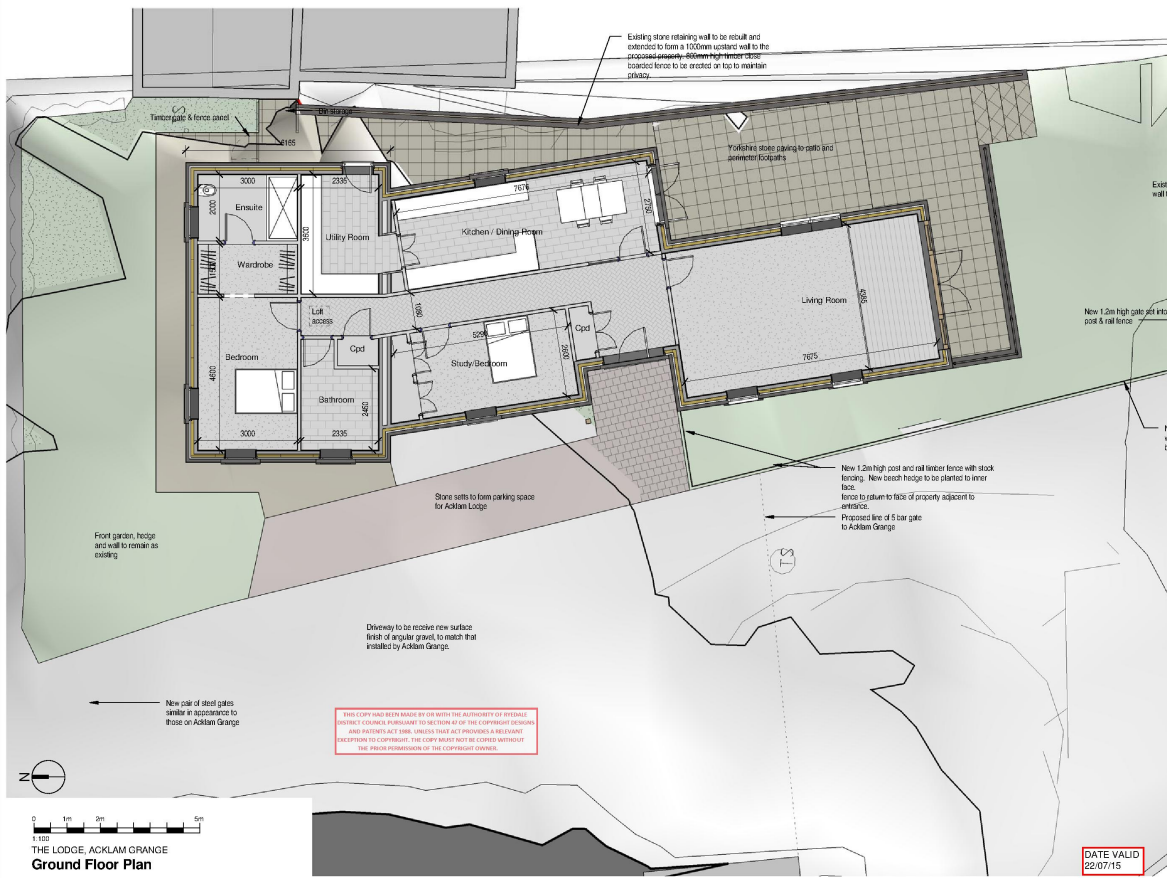 Existing stone retaining wall to be rebuilt and
extended to form a 1000mm upstand wall to the
proposed property. 800mm high timber close
boarded fence to be erected on top to maintain
privacy.
Timber gate & fence panel
Bin storage
6165
Yorkshire stone paving to patio and
perimeter footpaths
3000
2335
7676
2000
Ensuite
3600
Utility Room
Kitchen / Dining Room
2750
Wardrobe
Living Room
4385
Loft
access
1090
Cpd
5290
2600
Study/Bedroom
Bedroom
4600
Cpd
Bathroom
2450
7675
3000
2335
Exist
wall t
New 1.2m high gate set into
post & rail fence
Stone setts to form parking space
for Acklam Lodge
New 1.2m high post and rail timber fence with stock
fencing. New beech hedge to be planted to inner
face.
fence to return to face of property adjacent to
entrance.
Proposed line of 5 bar gate
to Acklam Grange
Front garden, hedge
and wall to remain as
existing
TS
Driveway to be receive new surface
finish of angular gravel, to match that
installed by Acklam Grange.
New pair of steel gates
similar in appearance to
those on Acklam Grange
THIS COPY HAD BEEN MADE BY OR WITH THE AUTHORITY OF RYEDALE
DISTRICT COUNCIL PURSUANT TO SECTION 47 OF THE COPYRIGHT DESIGNS
AND PATENTS ACT 1988. UNLESS THAT ACT PROVIDES A RELEVANT
EXCEPTION TO COPYRIGHT. THE COPY MUST NOT BE COPIED WITHOUT
THE PRIOR PERMISSION OF THE COPYRIGHT OWNER.
N
0 1m 2m 5m
1:100
THE LODGE, ACKLAM GRANGE
Ground Floor Plan
DATE VALID
22/07/15